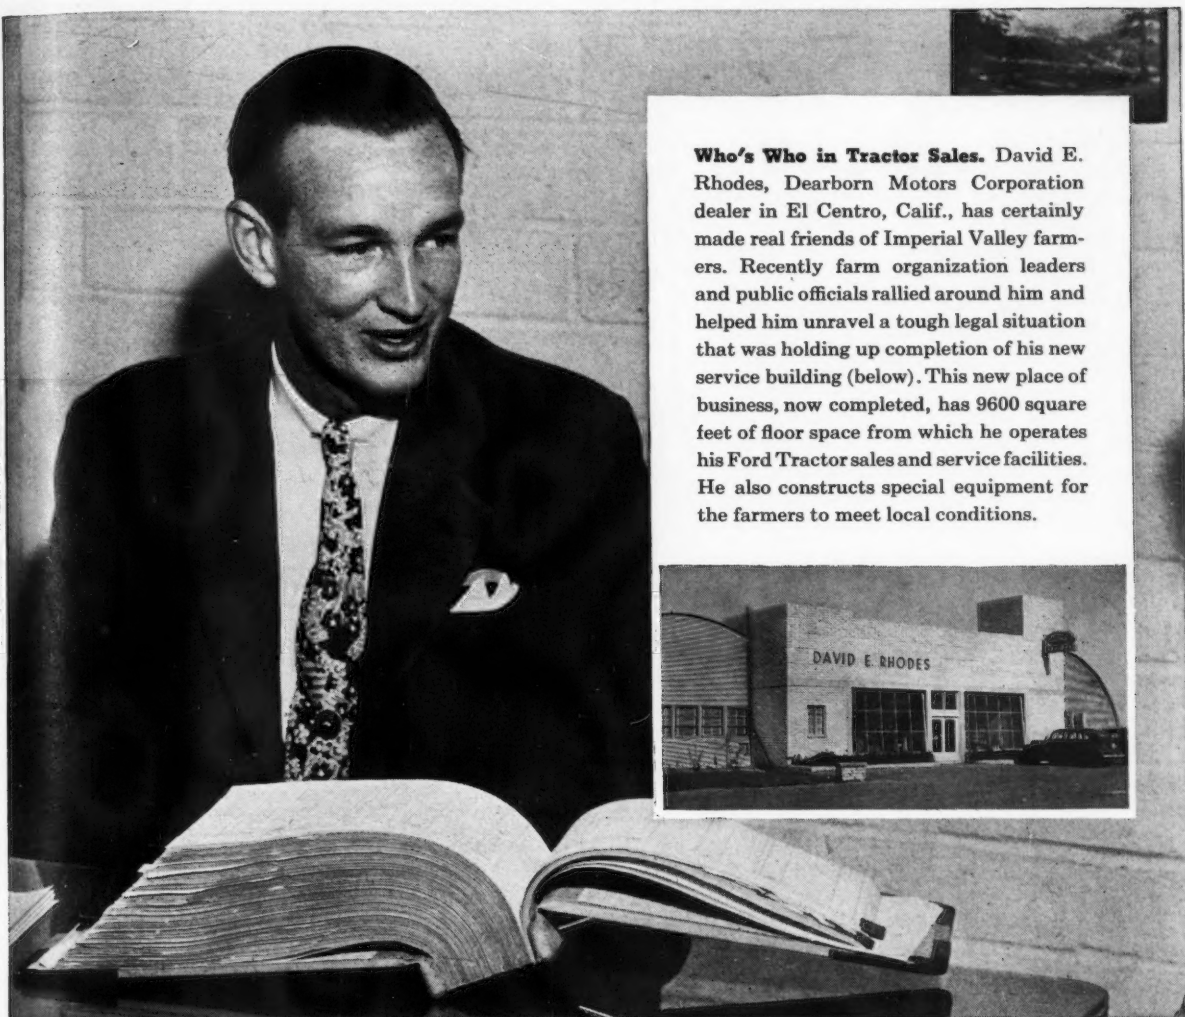 Who's Who in Tractor Sales. David E.
Rhodes, Dearborn Motors Corporation
dealer in El Centro, Calif., has certainly
made real friends of Imperial Valley farm-
ers. Recently farm organization leaders
and public officials rallied around him and
helped him unravel a tough legal situation
that was holding up completion of his new
service building (below). This new place of
business, now completed, has 9600 square
feet of floor space from which he operates
his Ford Tractor sales and service facilities.
He also constructs special equipment for
the farmers to meet local conditions.
DAVID E. RHODES